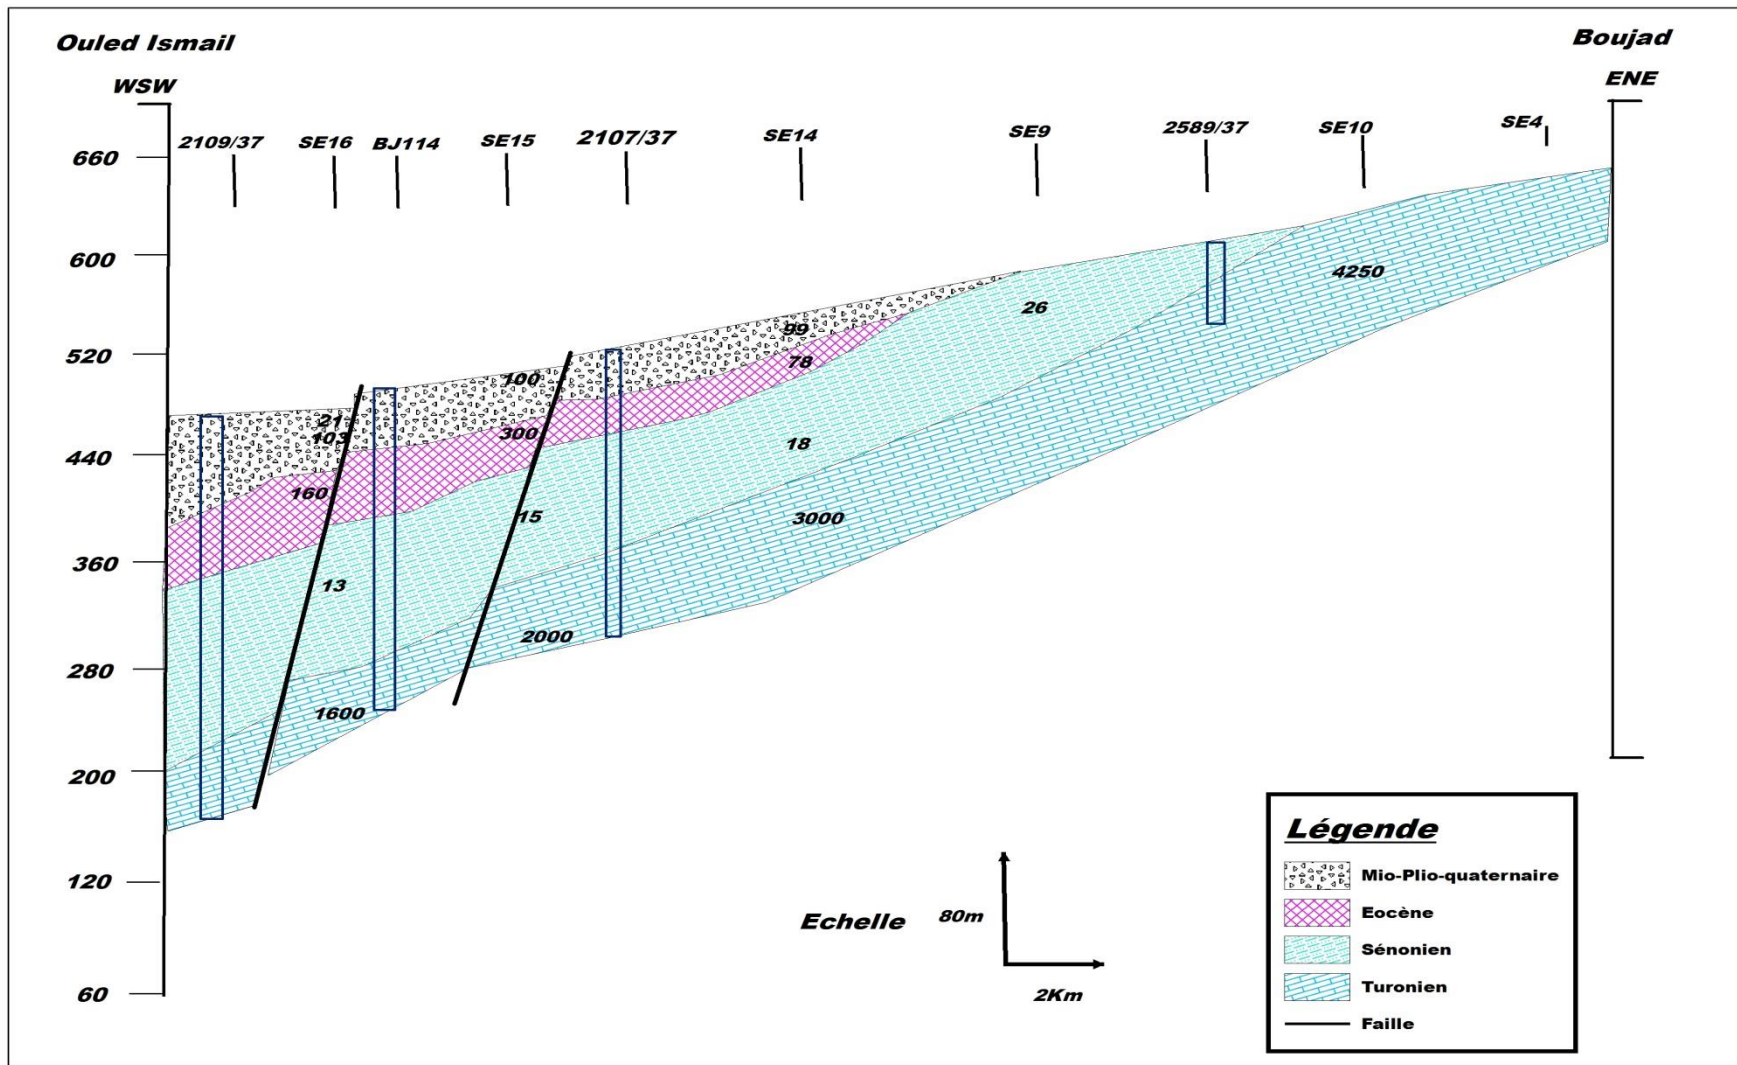 Ouled Ismail
Boujad
WSW
ENE
2109/37
SE16
BJ114
SE15
2107/37
SE14
SE9
2589/37
SE10
SE4
660
600
520
440
360
280
200
120
60
21
103
160
13
1600
100
300
15
2000
99
78
18
3000
26
4250
Echelle
80m
2Km
Légende
Mio-Plio-quaternaire
Eocène
Sénonien
Turonien
Faille